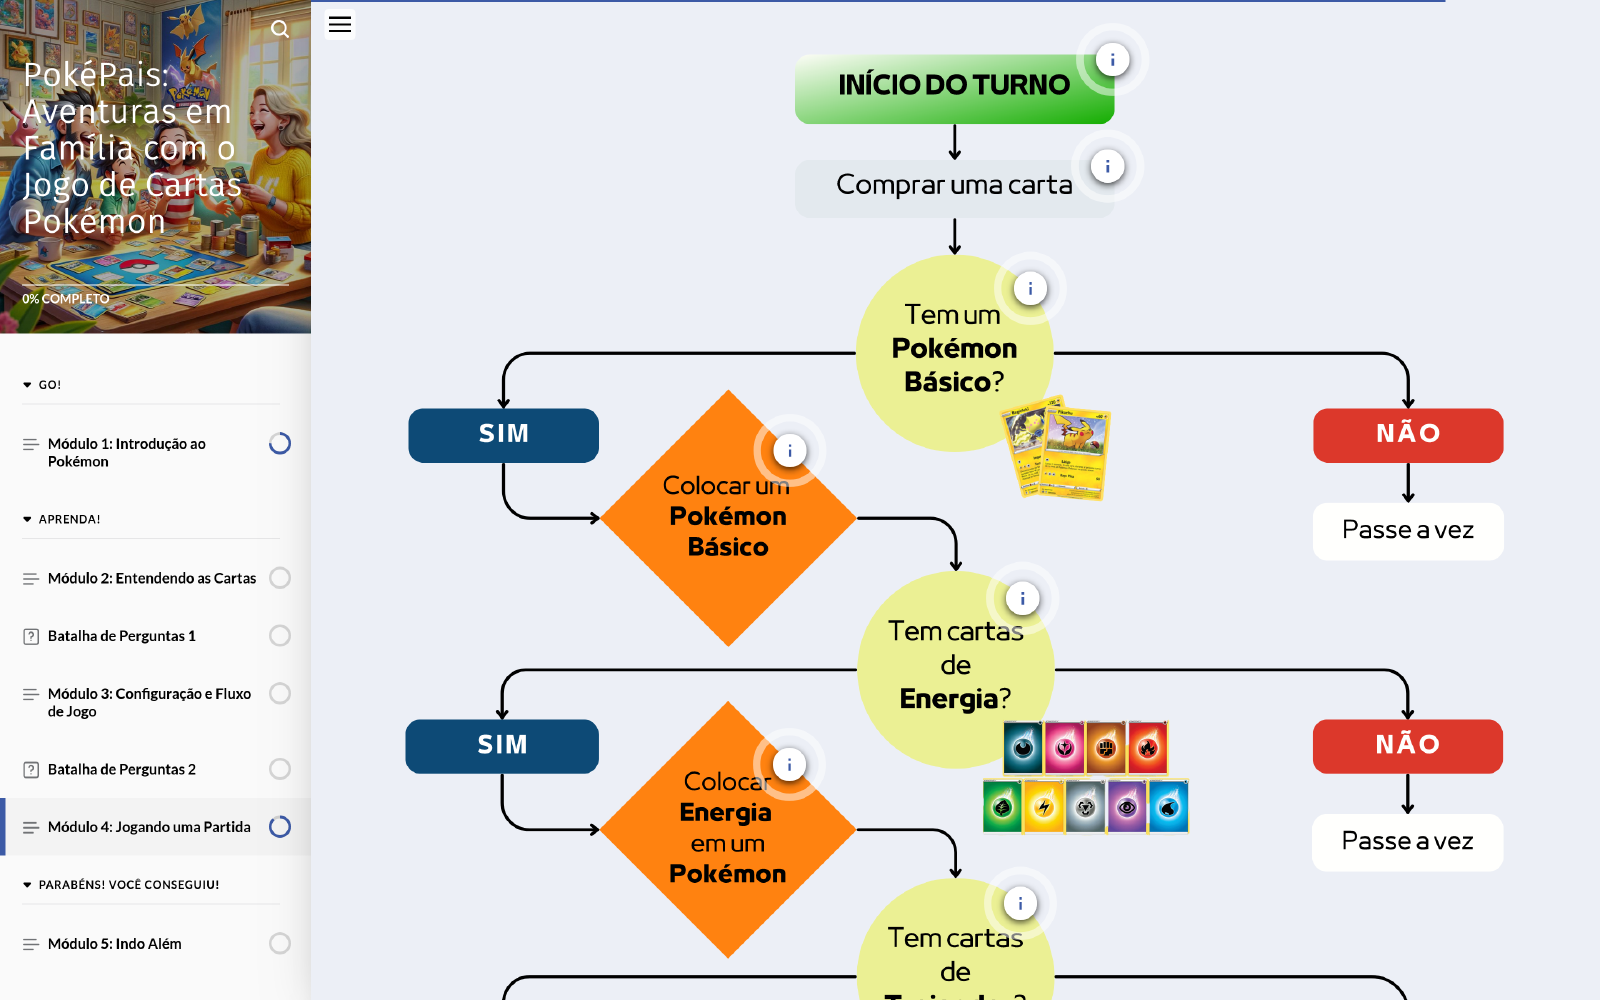 PokéPais:
Aventuras em
Família com o
Jogo de Cartas
Pokémon
0% COMPLETO
GO!
Módulo 1: Introdução ao
Pokémon
APRENDA!
Módulo 2: Entendendo as Cartas
Batalha de Perguntas 1
Módulo 3: Configuração e Fluxo
de Jogo
Batalha de Perguntas 2
Módulo 4: Jogando uma Partida
PARABÉNS! VOCÊ CONSEGUIU!
Módulo 5: Indo Além
INÍCIO DO TURNO
Comprar uma carta
Tem um
Pokémon
Básico?
SIM
NÃO
Colocar um
Pokémon
Básico
Passe a vez
Tem cartas
de
Energia?
SIM
NÃO
Colocar
Energia
em um
Pokémon
Passe a vez
Tem cartas
de